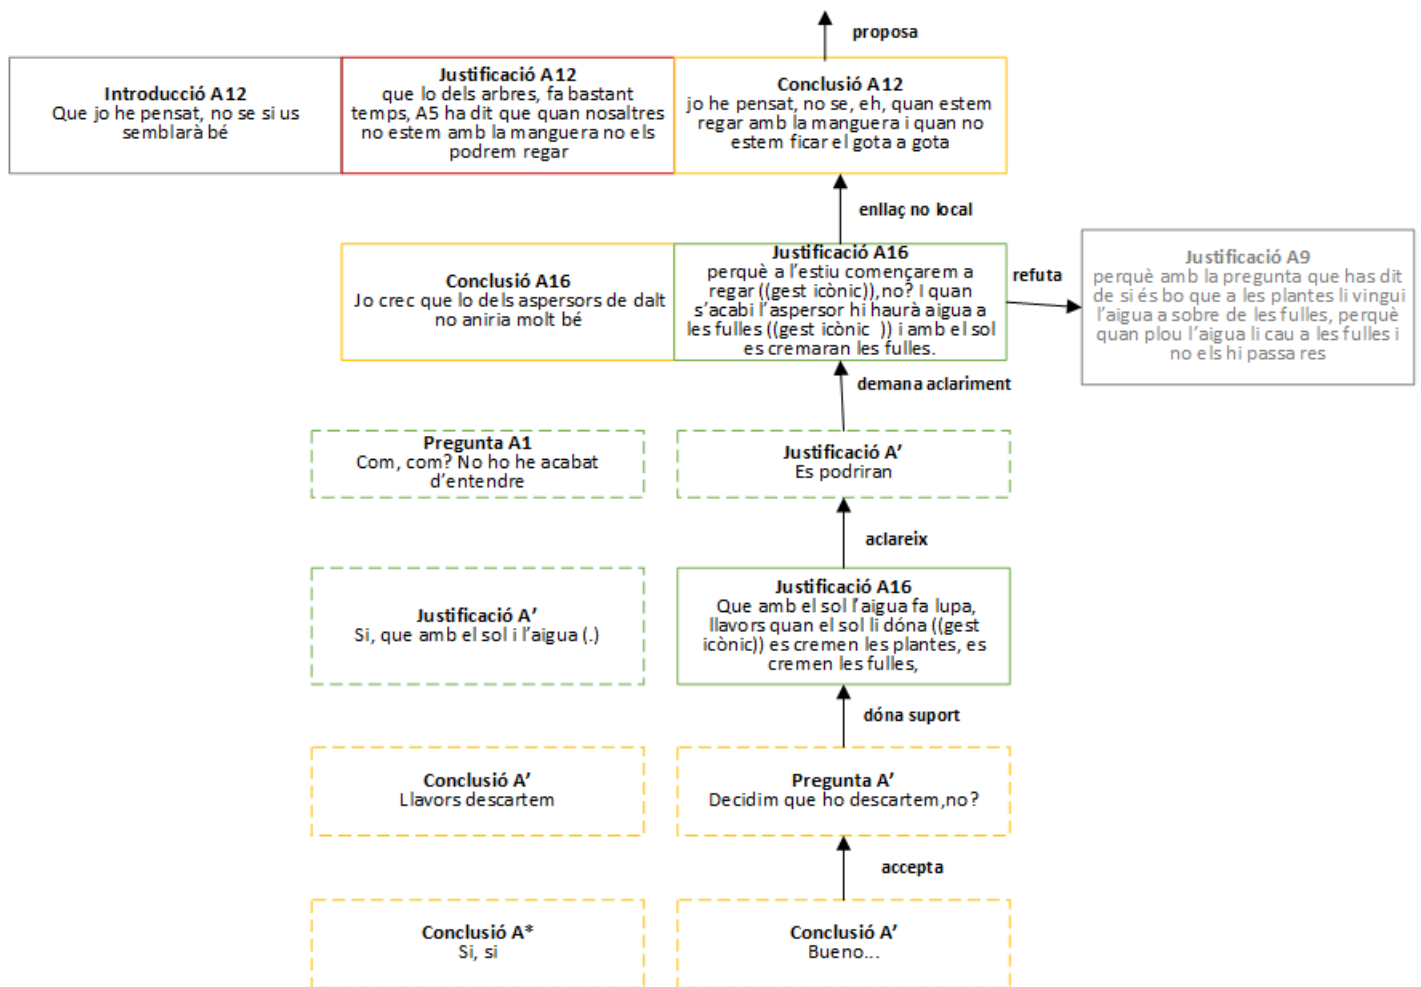 proposa
Introducció A12
Que jo he pensat, no se si us
semblarà bé
Justificació A12
que lo dels arbres, fa bastant
temps, A5 ha dit que quan nosaltres
no estem amb la manguera no els
podrem regar
Conclusió A12
jo he pensat, no se, eh, quan estem
regar amb la manguera i quan no
estem ficar el gota a gota
enllaç no local
Conclusió A16
Jo crec que lo dels aspersors de dalt
no aniria molt bé
Justificació A16
perquè a l'estiu començarem a
regar ((gest icònic)),no? I quan
s'acabi l'aspersor hi haurà aigua a
les fulles ((gest icònic )) i amb el sol
es cremaran les fulles.
refuta
Justificació A9
perquè amb la pregunta que has dit
de si és bo que a les plantes li vingui
l'aigua a sobre de les fulles, perquè
quan plou l'aigua li cau a les fulles i
no els hi passa res
demana aclariment
Pregunta A1
Com, com? No ho he acabat
d'entendre
Justificació A'
Es podriran
aclareix
Justificació A'
Si, que amb el sol i l'aigua (.)
Justificació A16
Que amb el sol l'aigua fa lupa,
llavors quan el sol li dóna ((gest
icònic)) es cremen les plantes, es
cremen les fulles,
dóna suport
Conclusió A'
Llavors descartem
Pregunta A'
Decidim que ho descartem,no?
accepta
Conclusió A*
Si, si
Conclusió A'
Bueno...